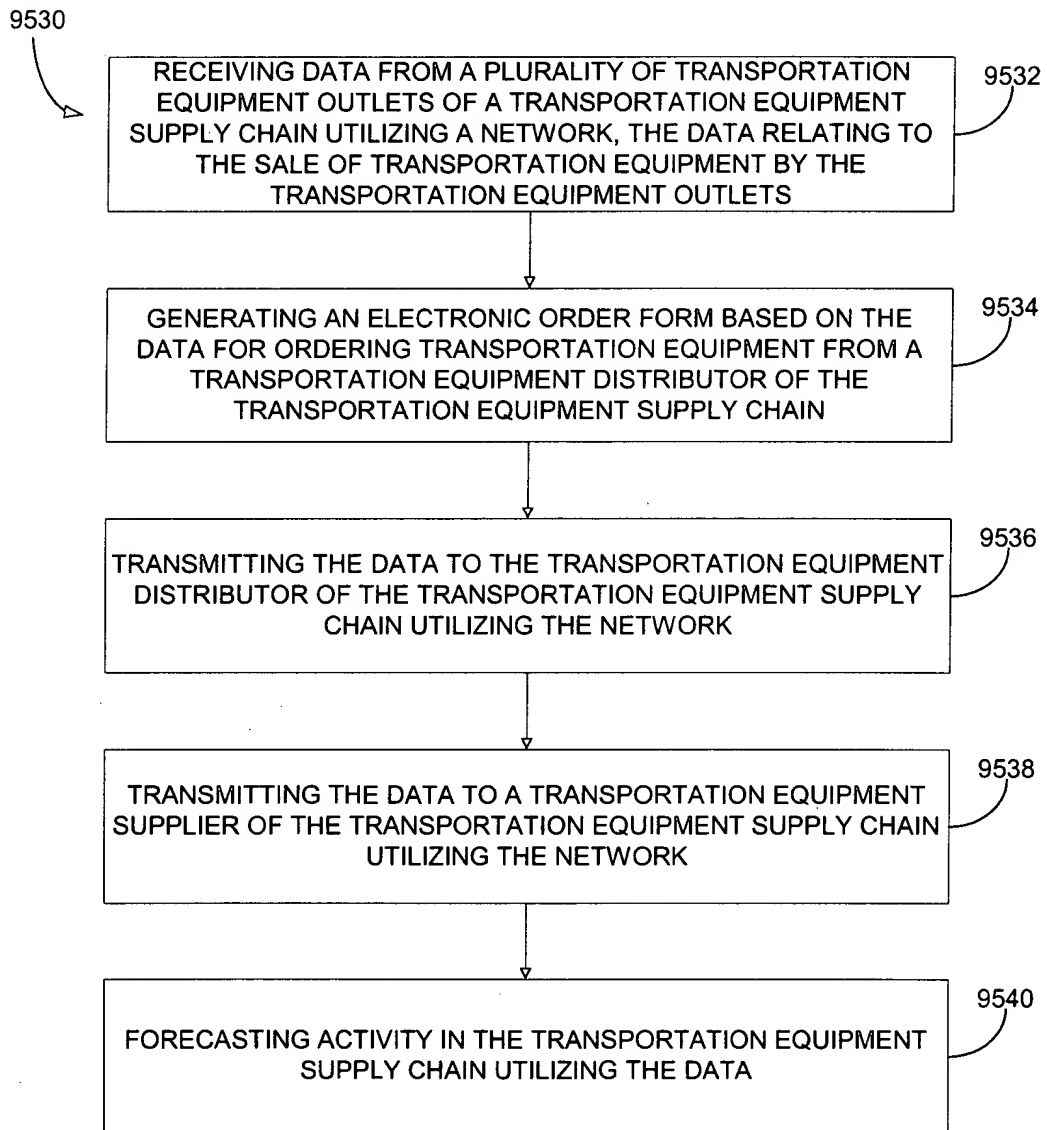 9530
RECEIVING DATA FROM A PLURALITY OF TRANSPORTATION
EQUIPMENT OUTLETS OF A TRANSPORTATION EQUIPMENT
SUPPLY CHAIN UTILIZING A NETWORK, THE DATA RELATING TO
THE SALE OF TRANSPORTATION EQUIPMENT BY THE
TRANSPORTATION EQUIPMENT OUTLETS
9532
GENERATING AN ELECTRONIC ORDER FORM BASED ON THE
DATA FOR ORDERING TRANSPORTATION EQUIPMENT FROM A
TRANSPORTATION EQUIPMENT DISTRIBUTOR OF THE
TRANSPORTATION EQUIPMENT SUPPLY CHAIN
9534
TRANSMITTING THE DATA TO THE TRANSPORTATION EQUIPMENT
DISTRIBUTOR OF THE TRANSPORTATION EQUIPMENT SUPPLY
CHAIN UTILIZING THE NETWORK
9536
TRANSMITTING THE DATA TO A TRANSPORTATION EQUIPMENT
SUPPLIER OF THE TRANSPORTATION EQUIPMENT SUPPLY CHAIN
UTILIZING THE NETWORK
9538
FORECASTING ACTIVITY IN THE TRANSPORTATION EQUIPMENT
SUPPLY CHAIN UTILIZING THE DATA
9540